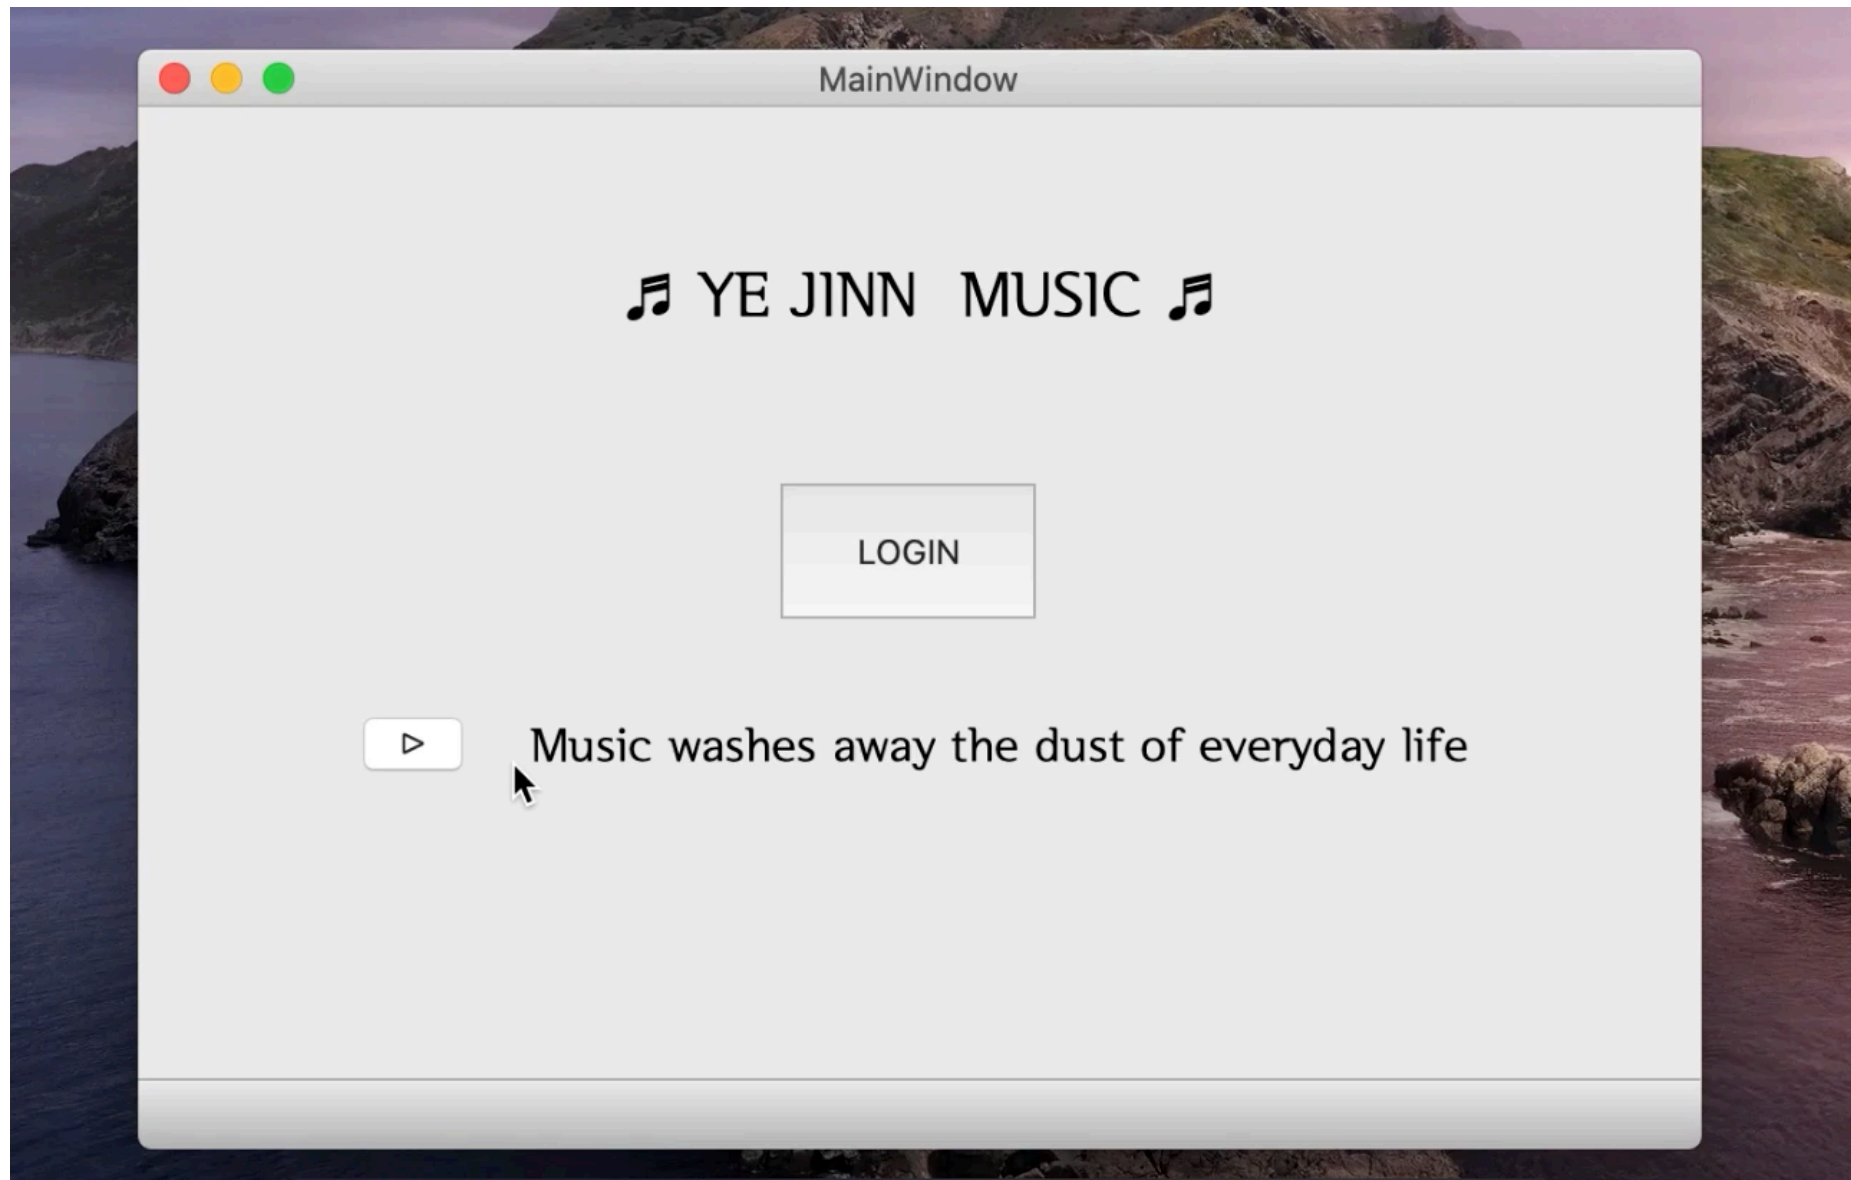 MainWindow
♬ YE JINN  MUSIC ♬
LOGIN
▷ Music washes away the dust of everyday life